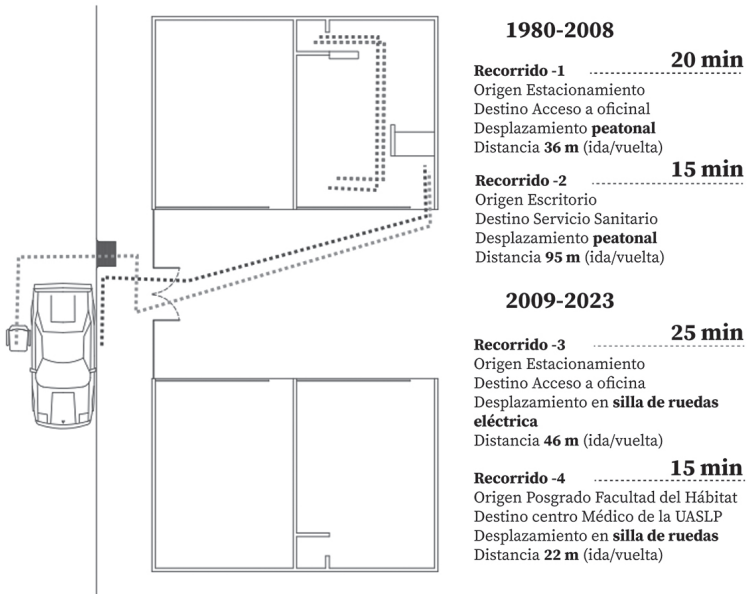 1980-2008
20 min
Recorrido -1
Origen Estacionamiento
Destino Acceso a oficinal
Desplazamiento peatonal
Distancia 36 m (ida/vuelta)
15 min
Recorrido -2
Origen Escritorio
Destino Servicio Sanitario
Desplazamiento peatonal
Distancia 95 m (ida/vuelta)
2009-2023
25 min
Recorrido -3
Origen Estacionamiento
Destino Acceso a oficina
Desplazamiento en silla de ruedas
eléctrica
Distancia 46 m (ida/vuelta)
15 min
Recorrido -4
Origen Posgrado Facultad del Hábitat
Destino centro Médico de la UASLP
Desplazamiento en silla de ruedas
Distancia 22 m (ida/vuelta)